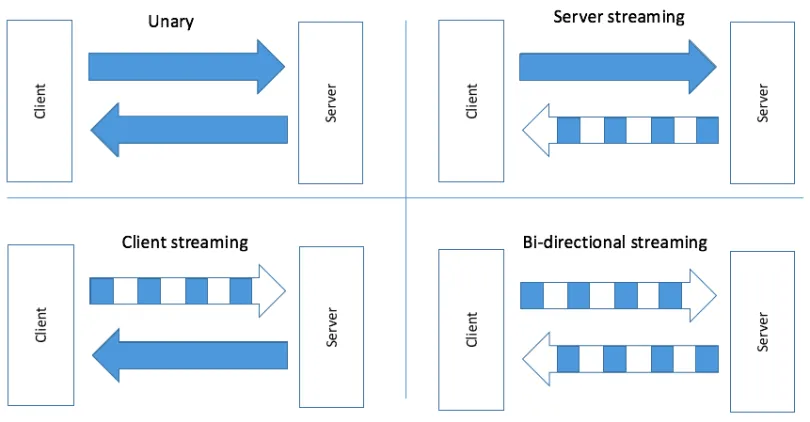 Unary
Client
Server
Server streaming
Client
Server
Client streaming
Client
Server
Bi-directional streaming
Client
Server